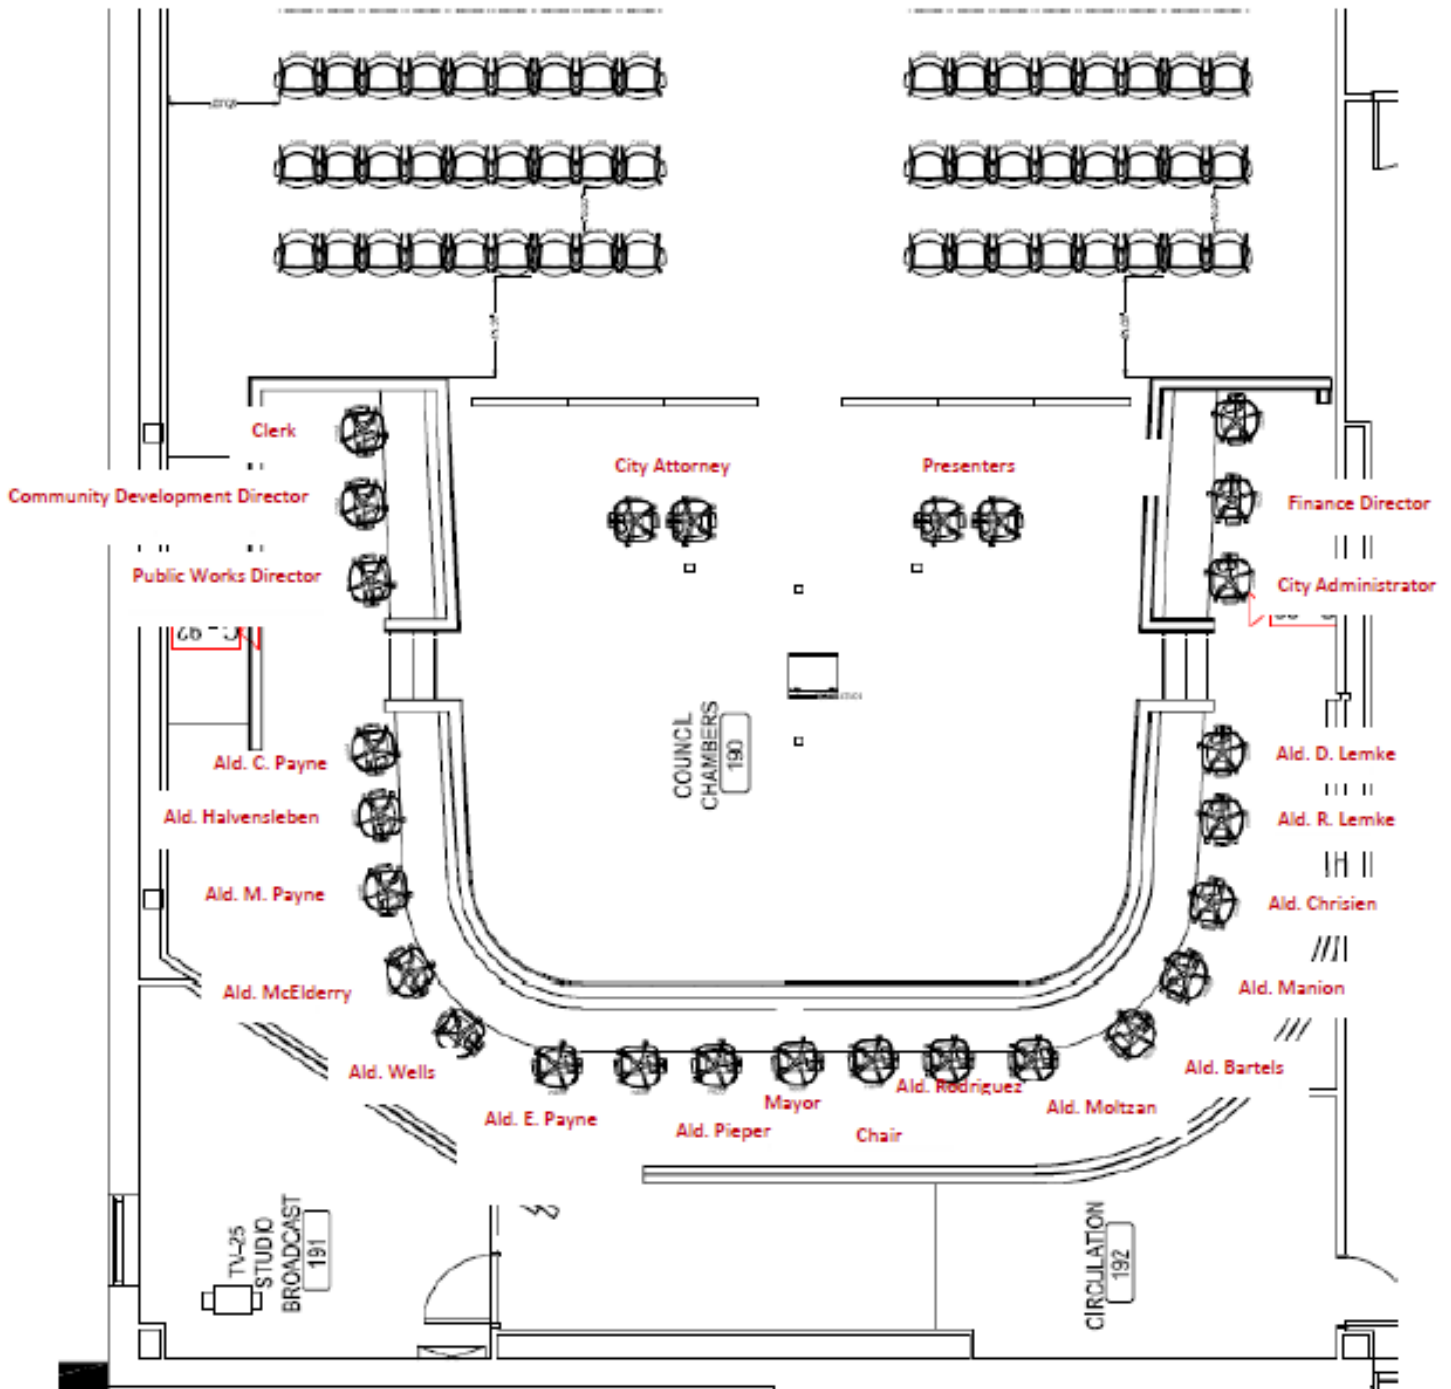 Clerk
City Attorney
Presenters
Community Development Director
Finance Director
Public Works Director
City Administrator
COUNCIL
CHAMBERS
190
Ald. C. Payne
Ald. D. Lemke
Ald. Halvensleben
Ald. R. Lemke
Ald. M. Payne
Ald. Chrisien
Ald. McElderry
Ald. Manion
Ald. Wells
Ald. Bartels
Ald. E. Payne
Ald. Pieper
Mayor
Chair
Ald. Rodriguez
Ald. Moltzan
TV-25
STUDIO
BROADCAST
191
CIRCULATION
192